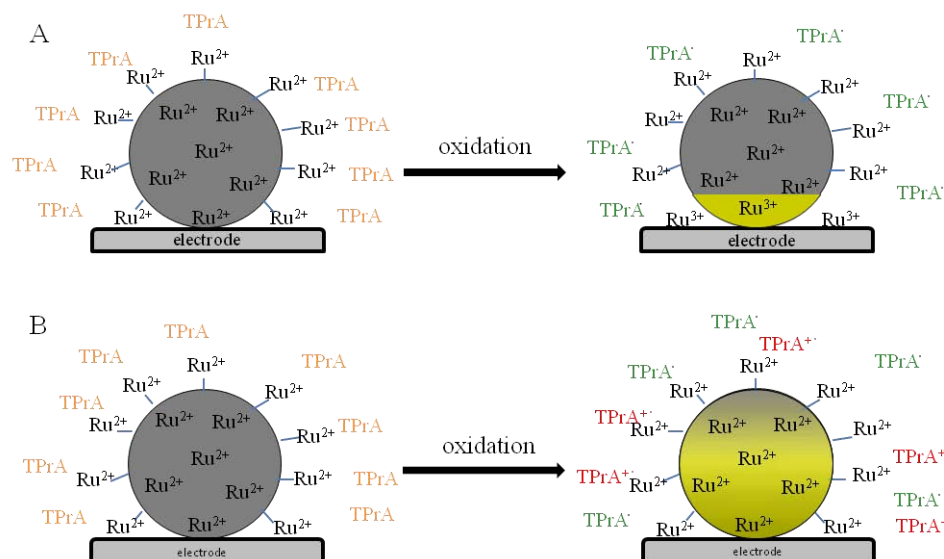 A
TPrA
TPrA Ru²⁺
Ru²⁺ Ru²⁺ TPrA
TPrA Ru²⁺ Ru²⁺ Ru²⁺ Ru²⁺ TPrA
Ru²⁺
TPrA Ru²⁺ Ru²⁺ Ru²⁺ Ru²⁺ TPrA
TPrA Ru²⁺ Ru²⁺ Ru²⁺ TPrA
electrode
oxidation
TPrA˙ TPrA˙
TPrA˙ Ru²⁺
Ru²⁺ Ru²⁺
Ru²⁺ Ru²⁺ Ru²⁺ Ru²⁺ TPrA˙
TPrA˙ Ru²⁺
Ru²⁺ Ru²⁺ Ru²⁺ Ru²⁺ TPrA˙
TPrA˙ Ru³⁺ Ru³⁺ Ru³⁺
electrode
B
TPrA
TPrA Ru²⁺ TPrA
Ru²⁺ Ru²⁺
TPrA Ru²⁺ Ru²⁺ Ru²⁺ Ru²⁺ TPrA
TPrA Ru²⁺
Ru²⁺ Ru²⁺ Ru²⁺ Ru²⁺ TPrA
TPrA Ru²⁺ Ru²⁺ Ru²⁺ TPrA
electrode
oxidation
TPrA˙
TPrA⁺˙
TPrA˙ Ru²⁺ TPrA˙
Ru²⁺ Ru²⁺
TPrA⁺˙ Ru²⁺ Ru²⁺ Ru²⁺ Ru²⁺
Ru²⁺ TPrA⁺
TPrA⁺˙ Ru²⁺ Ru²⁺ Ru²⁺ Ru²⁺
TPrA˙ Ru²⁺ Ru²⁺ Ru²⁺ TPrA˙
TPrA⁺
electrode